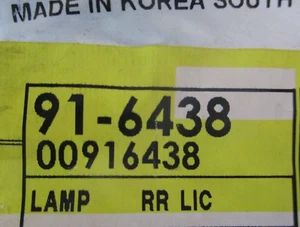 MADE IN KOREA SOUTH
91-6438
00916438
LAMP RR LIC